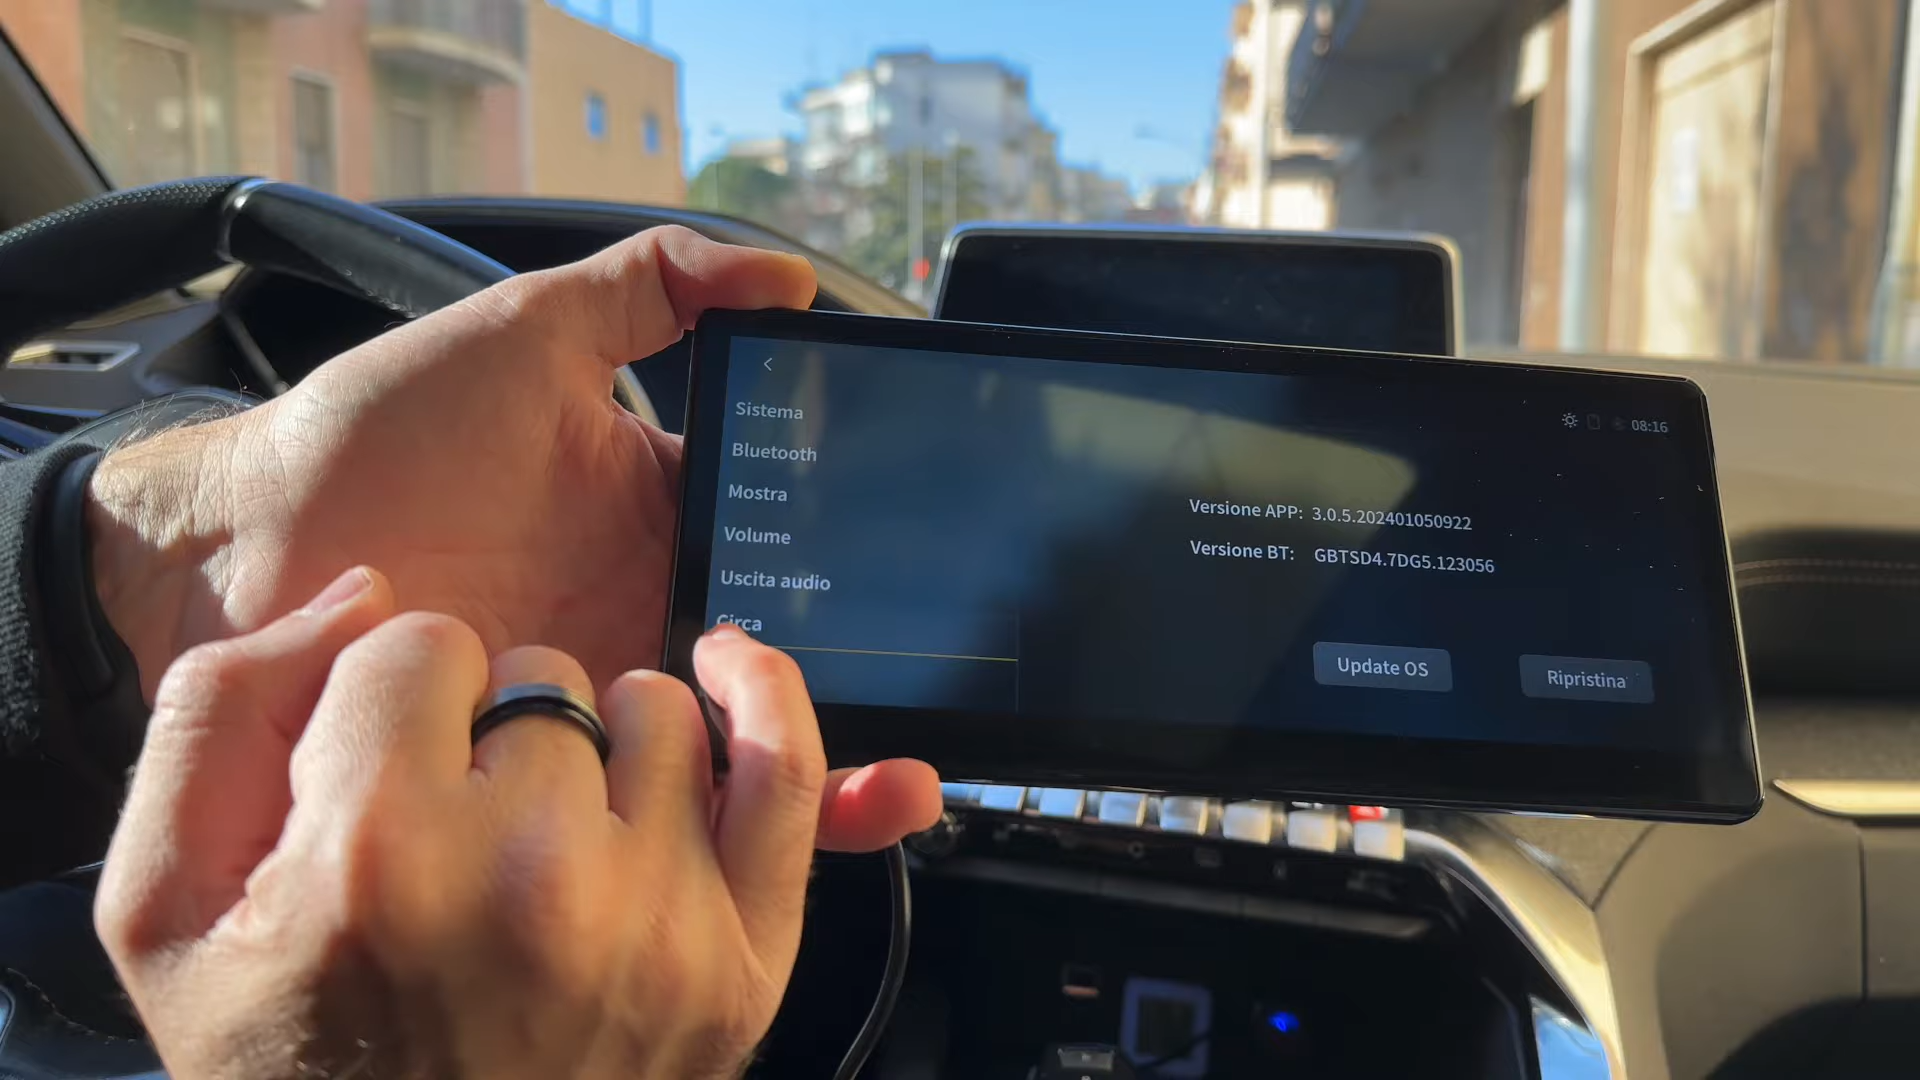 08:16
Sistema
Bluetooth
Mostra
Volume
Uscita audio
Circa
Versione APP: 3.0.5.202401050922
Versione BT: GBTSD4.7DG5.123056
Update OS
Ripristina